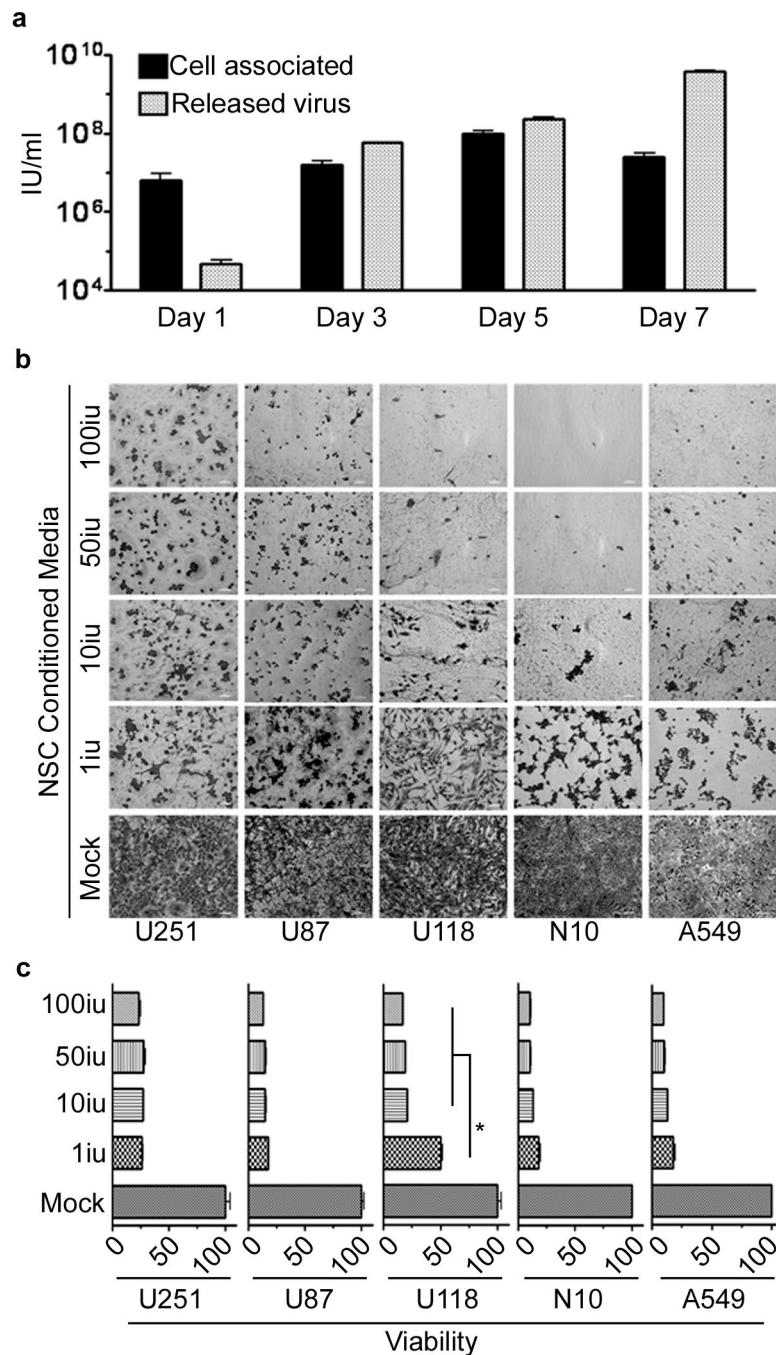 a
10^10
Cell associated
Released virus
10^8
IU/ml
10^6
10^4
Day 1 Day 3 Day 5 Day 7
b
NSC Conditioned Media
100iu
50iu
10iu
1iu
Mock
U251 U87 U118 N10 A549
c
100iu
50iu
10iu
1iu
*
Mock
0 50 100 0 50 100 0 50 100 0 50 100 0 50 100
U251 U87 U118 N10 A549
Viability